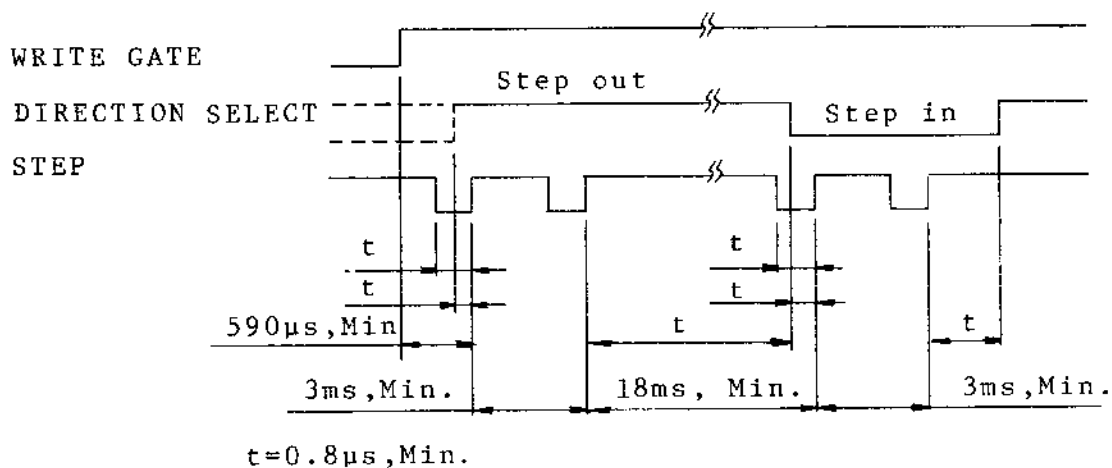 WRITE GATE
Step out
DIRECTION SELECT
Step in
STEP
t
t
t
t
590µs,Min
t
t
3ms,Min.
18ms, Min.
3ms,Min.
t=0.8µs,Min.